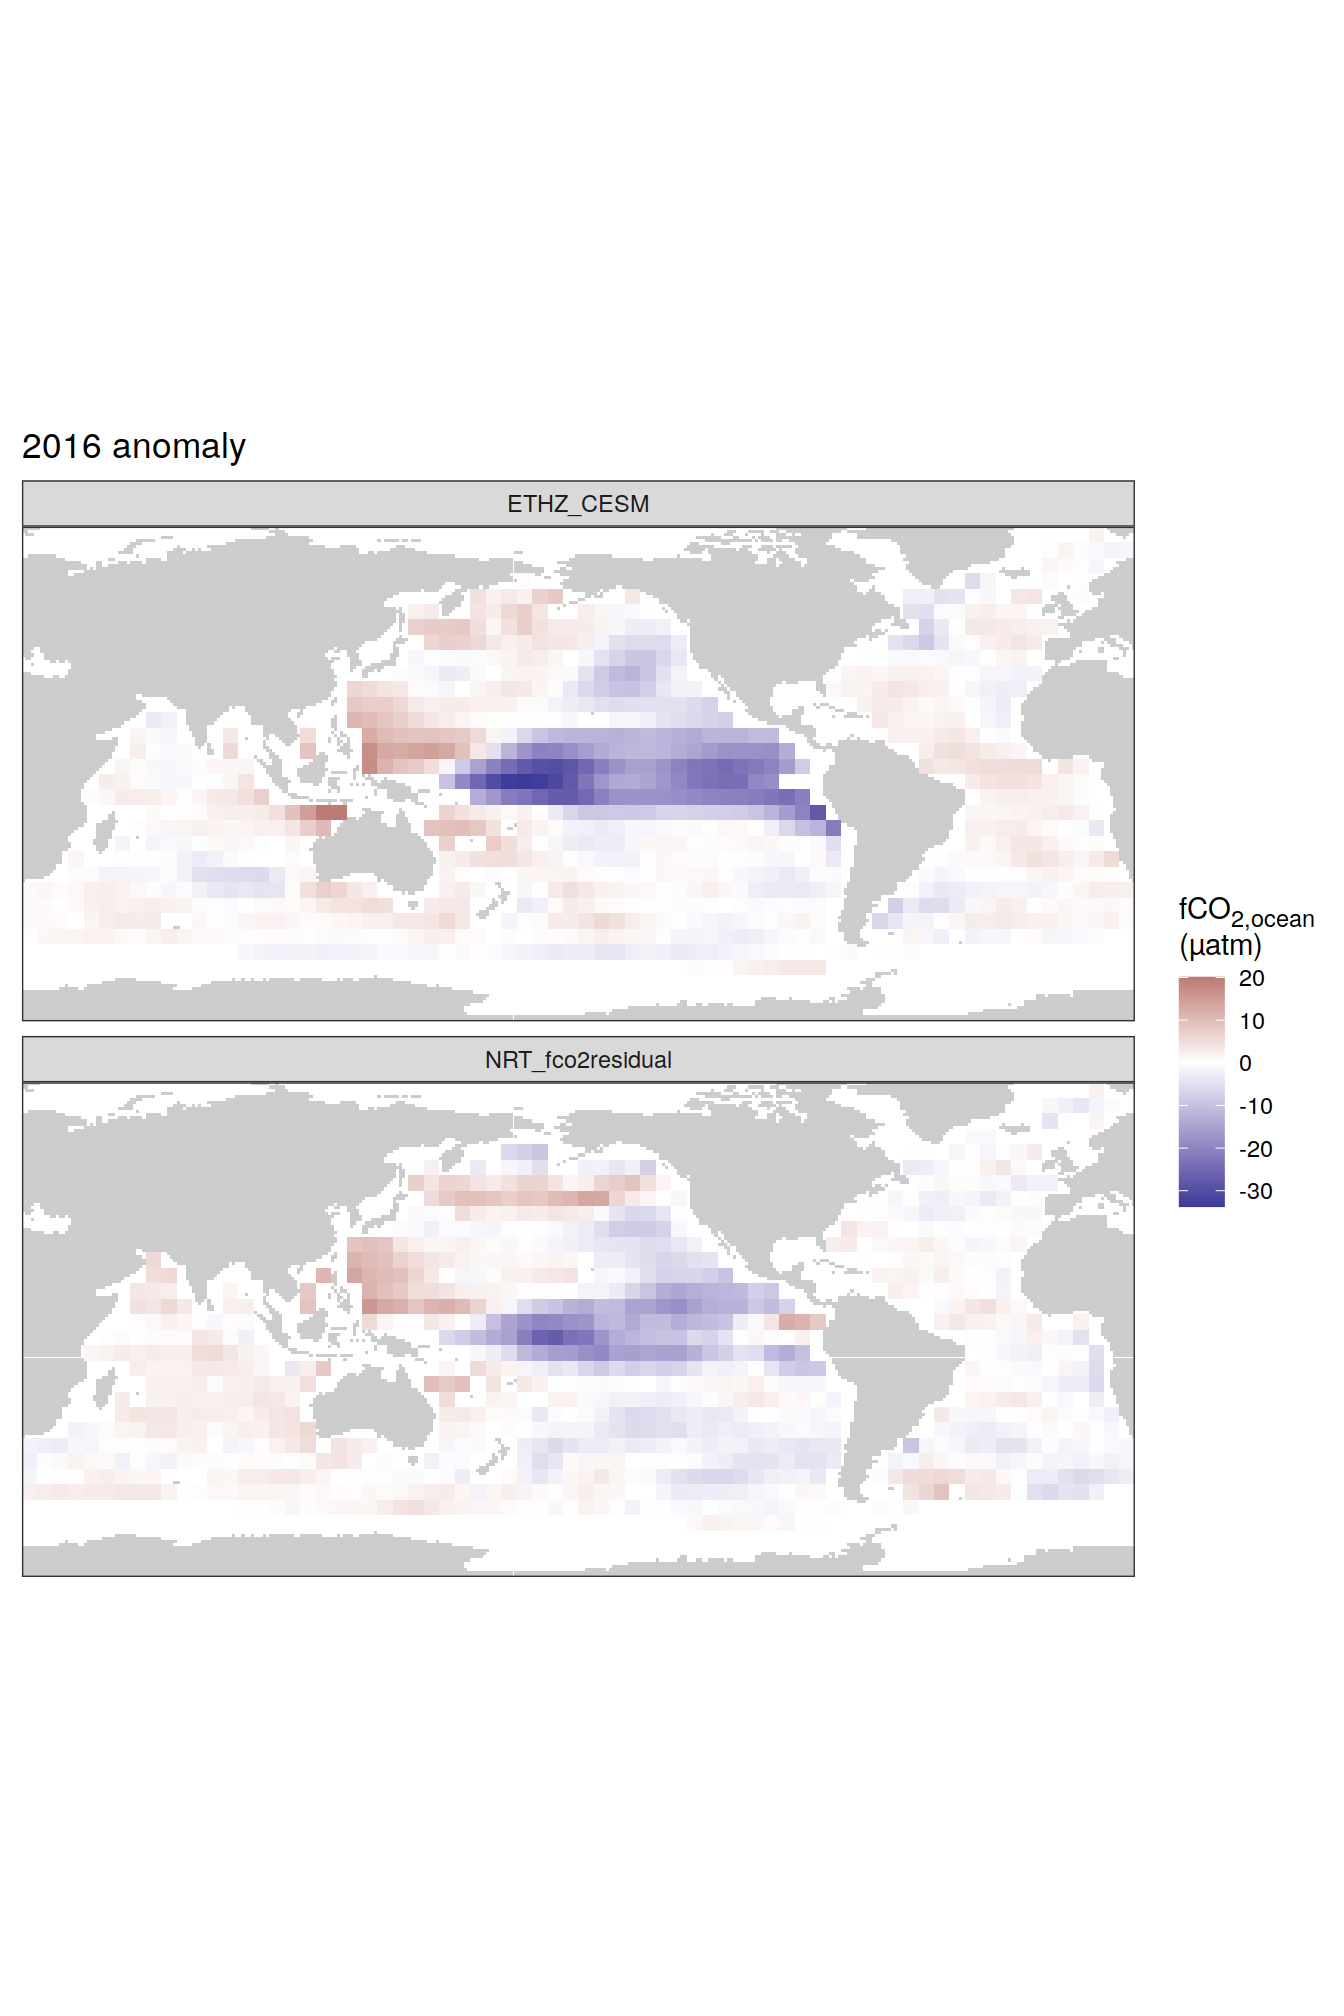 2016 anomaly
ETHZ_CESM
NRT_fco2residual
fCO2,ocean
(µatm)
20
10
0
-10
-20
-30